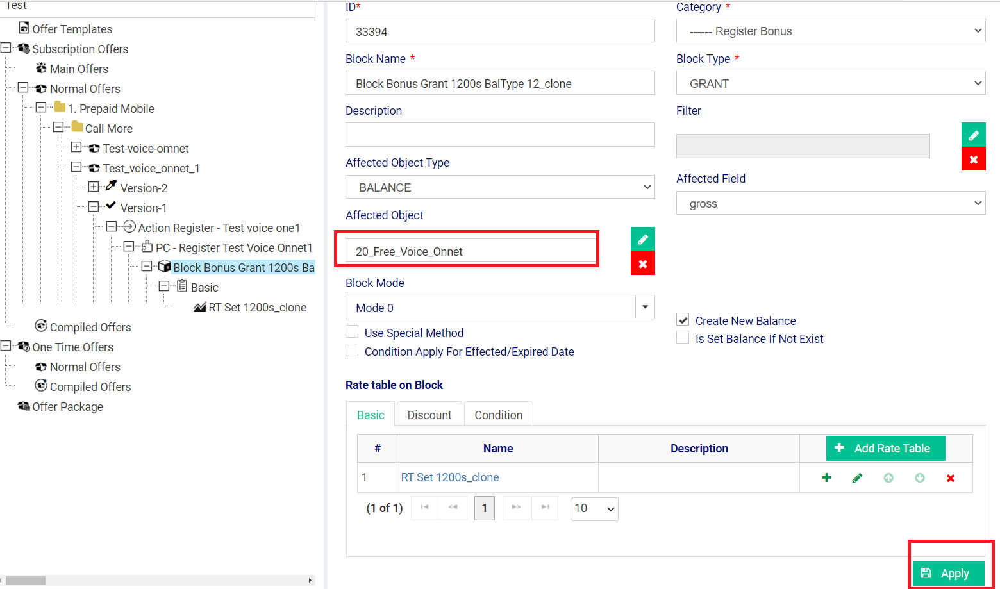 Test
Offer Templates
Subscription Offers
Main Offers
Normal Offers
1. Prepaid Mobile
Call More
Test-voice-omnet
Test_voice_onnet_1
Version-2
Version-1
Action Register - Test voice one1
PC - Register Test Voice Onnet1
Block Bonus Grant 1200s Ba
Basic
RT Set 1200s_clone
Compiled Offers
One Time Offers
Normal Offers
Compiled Offers
Offer Package
ID*
33394
Block Name *
Block Bonus Grant 1200s BalType 12_clone
Description
Affected Object Type
BALANCE
Affected Object
20_Free_Voice_Onnet
Block Mode
Mode 0
Use Special Method
Condition Apply For Effected/Expired Date
Category *
------ Register Bonus
Block Type *
GRANT
Filter
Affected Field
gross
Create New Balance
Is Set Balance If Not Exist
Rate table on Block
Basic Discount Condition
# Name Description Add Rate Table
1 RT Set 1200s_clone
(1 of 1) 1 10
Apply